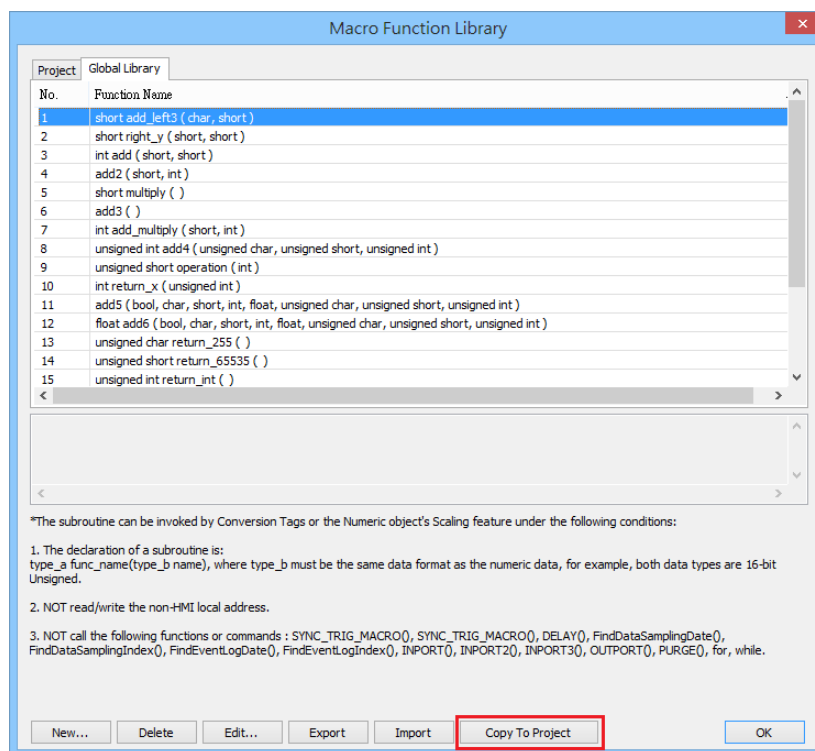 Macro Function Library
Project Global Library
No. Function Name
1 short add_left3 ( char, short )
2 short right_y ( short, short )
3 int add ( short, short )
4 add2 ( short, int )
5 short multiply ( )
6 add3 ( )
7 int add_multiply ( short, int )
8 unsigned int add4 ( unsigned char, unsigned short, unsigned int )
9 unsigned short operation ( int )
10 int return_x ( unsigned int )
11 add5 ( bool, char, short, int, float, unsigned char, unsigned short, unsigned int )
12 float add6 ( bool, char, short, int, float, unsigned char, unsigned short, unsigned int )
13 unsigned char return_255 ( )
14 unsigned short return_65535 ( )
15 unsigned int return_int ( )
*The subroutine can be invoked by Conversion Tags or the Numeric object's Scaling feature under the following conditions:
1. The declaration of a subroutine is:
type_a func_name(type_b name), where type_b must be the same data format as the numeric data, for example, both data types are 16-bit
Unsigned.
2. NOT read/write the non-HMI local address.
3. NOT call the following functions or commands : SYNC_TRIG_MACRO(), SYNC_TRIG_MACRO(), DELAY(), FindDataSamplingDate(),
FindDataSamplingIndex(), FindEventLogDate(), FindEventLogIndex(), INPORT(), INPORT2(), INPORT3(), OUTPORT(), PURGE(), for, while.
New... Delete Edit... Export Import Copy To Project OK